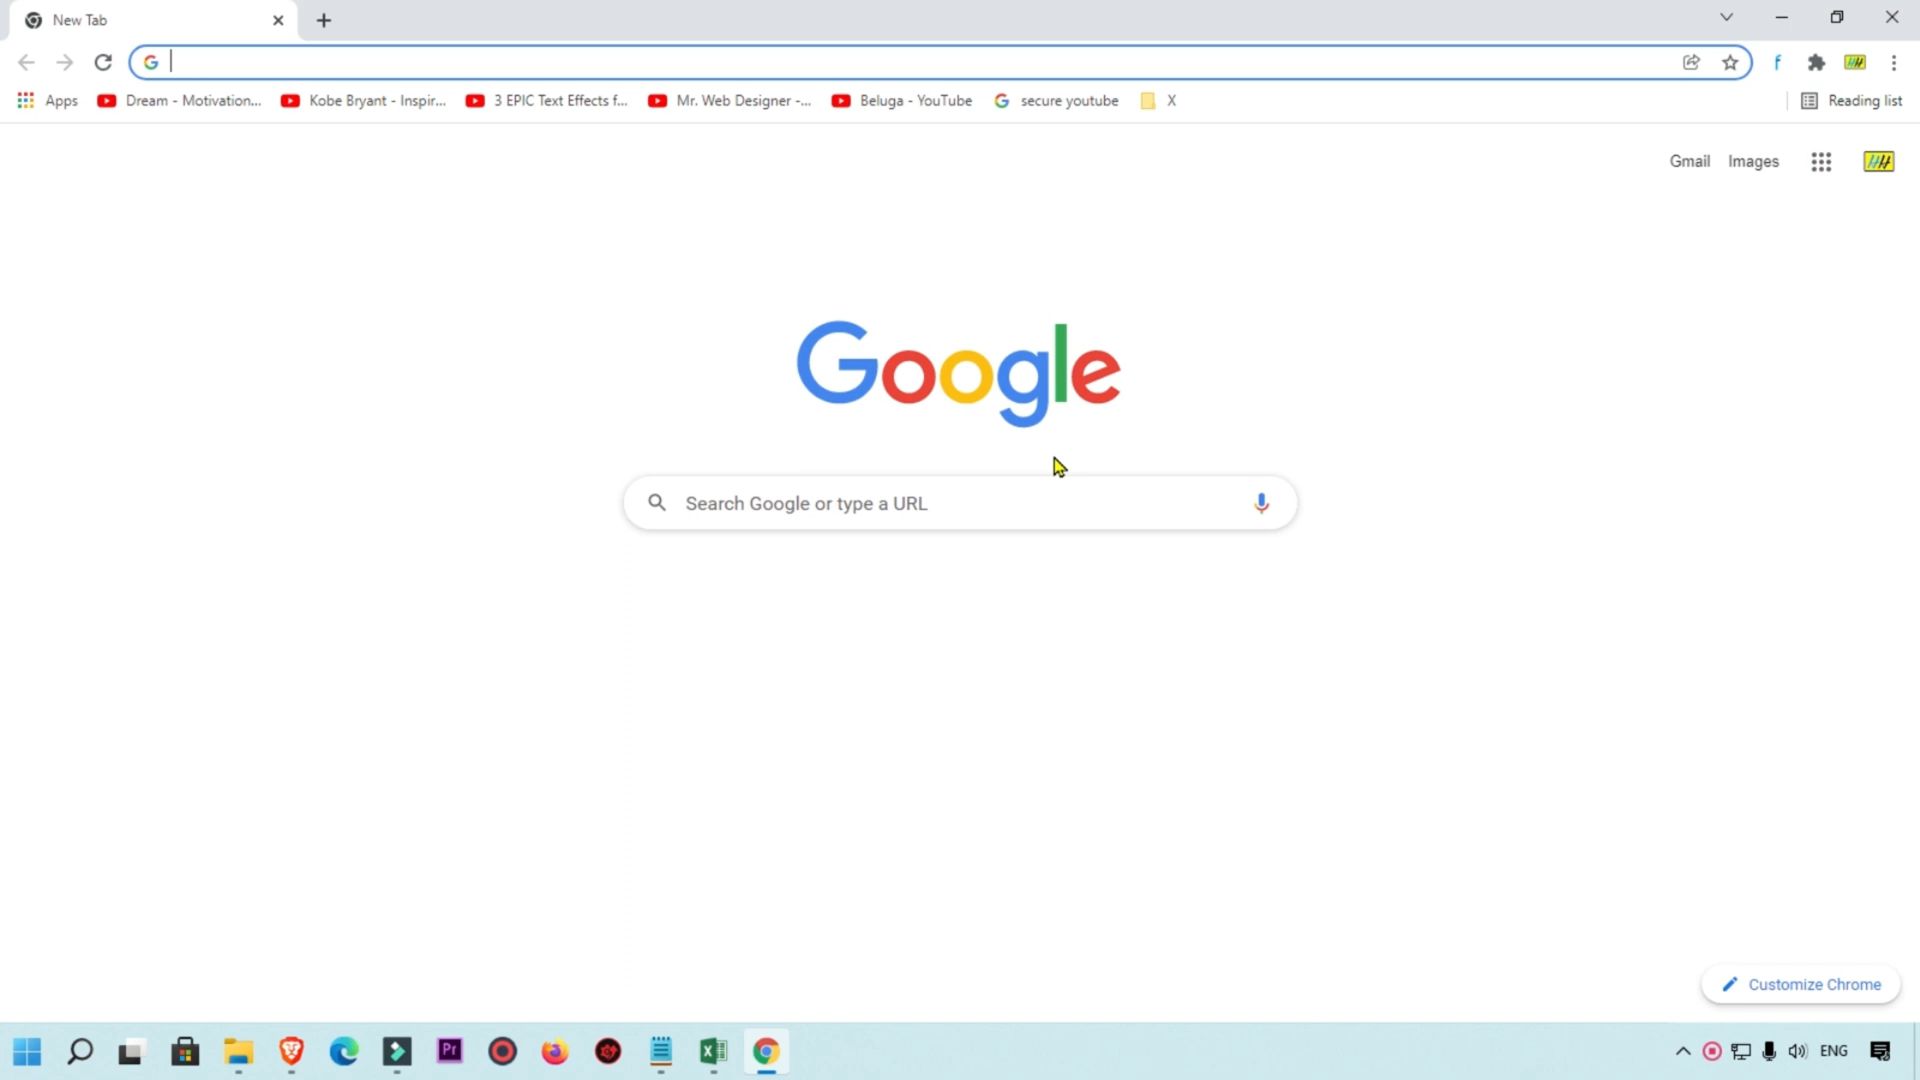 New Tab
Apps Dream - Motivation... Kobe Bryant - Inspir... 3 EPIC Text Effects f... Mr. Web Designer -... Beluga - YouTube secure youtube X Reading list
Gmail Images
Google
Search Google or type a URL
Customize Chrome
Pr ENG